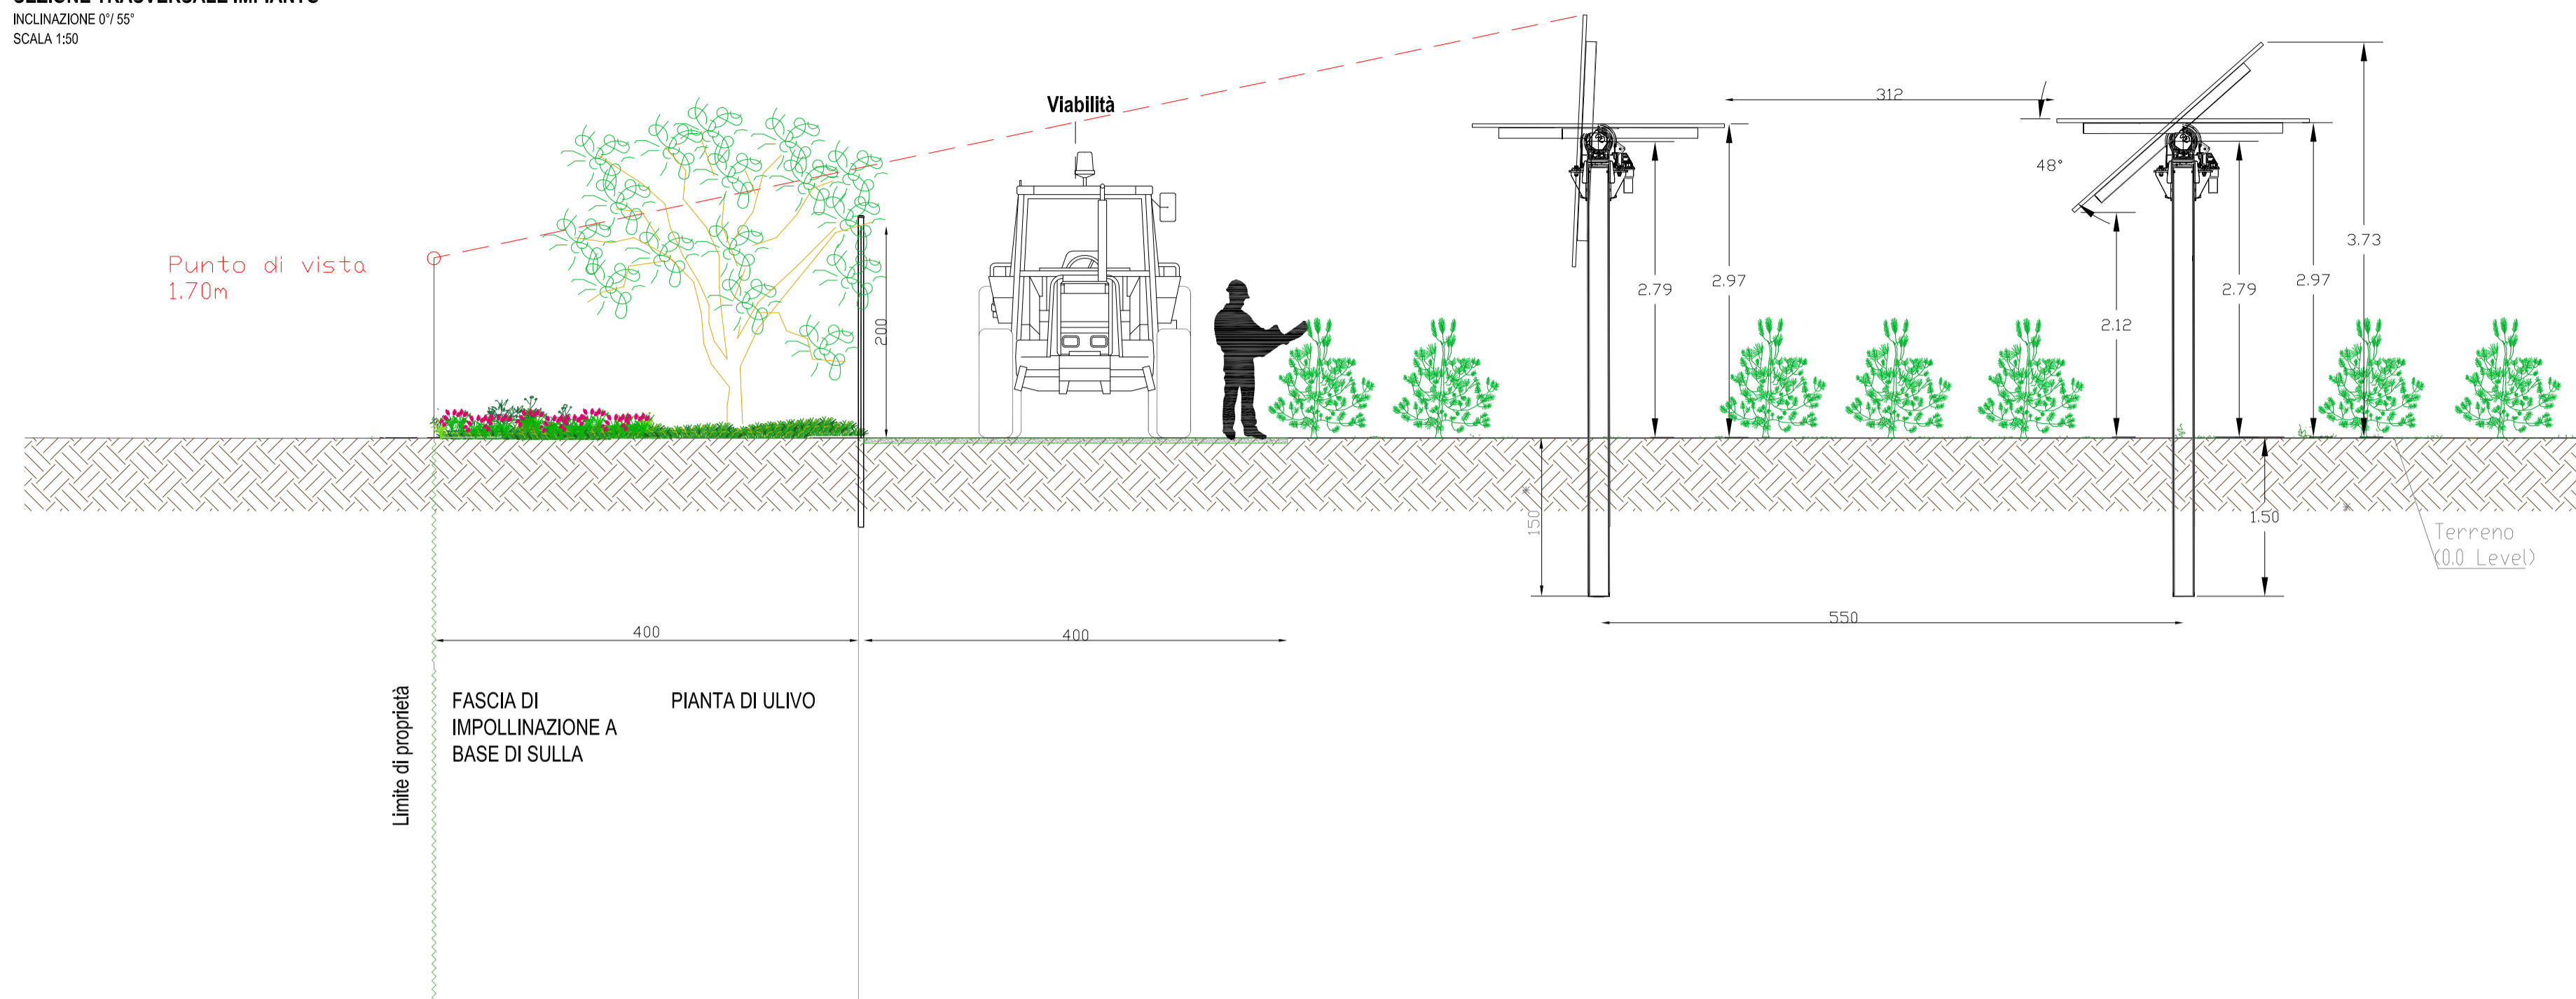 INCLINAZIONE 0°/ 55°
SCALA 1:50
Viabilità
312
48°
Punto di vista
1.70m
200
2.79
2.97
2.12
2.79
2.97
3.73
150
*
1.50
*
Terreno
(0.0 Level)
550
400
400
Limite di proprietà
FASCIA DI
IMPOLLINAZIONE A
BASE DI SULLA
PIANTA DI ULIVO